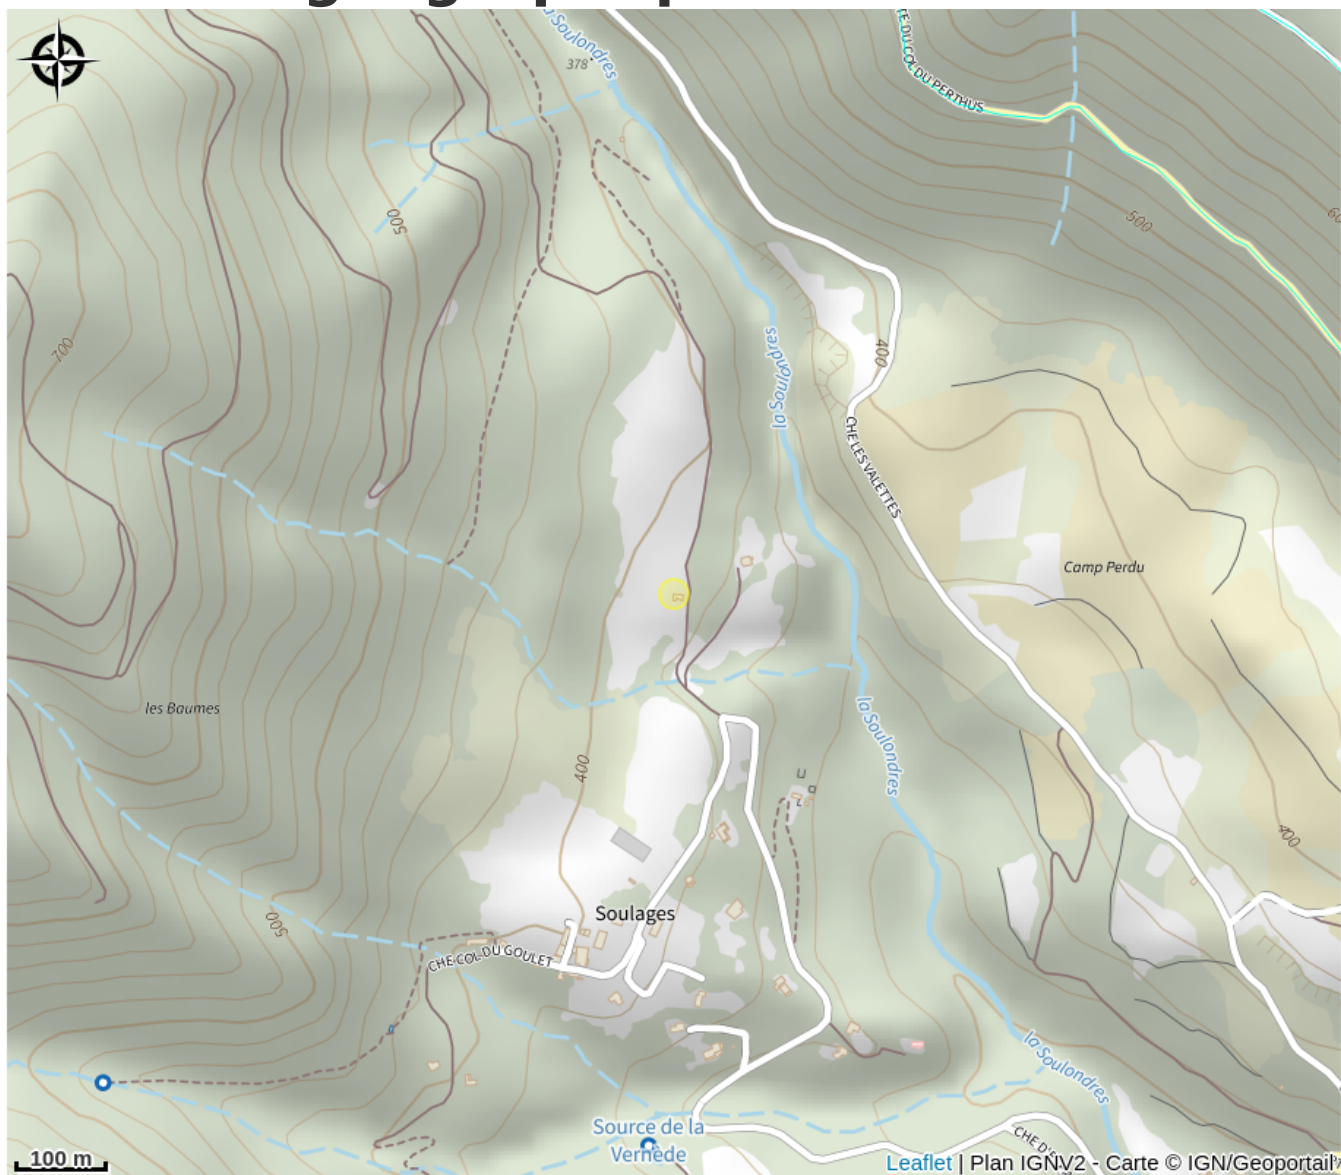 la Soulondres
378
TE DU COL DU PERTHUS
500
500
60
700
la Soulondres
400
CHE LES VALETTES
Camp Perdu
les Baumes
la Soulondres
400
400
500
Soulages
CHE COL DU GOULET
la Soulondres
Source de la
Vernède
CHE D'E
100 m
Leaflet | Plan IGNV2 - Carte © IGN/Geoportail